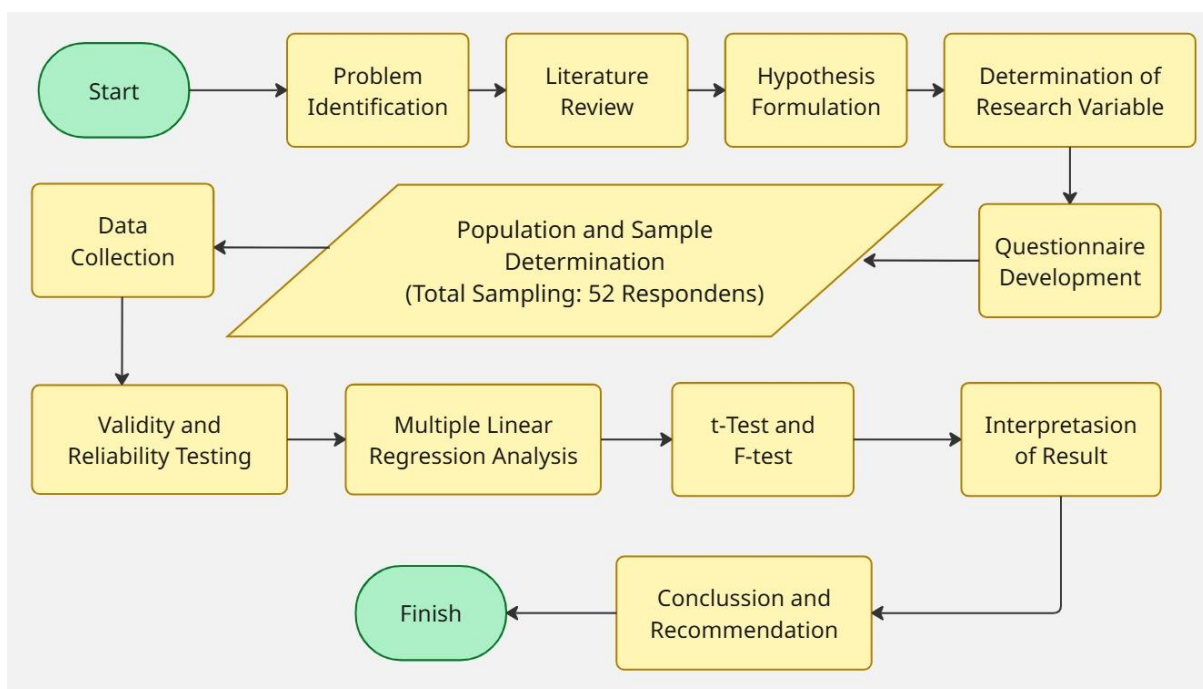 Start
Problem
Identification
Literature
Review
Hypothesis
Formulation
Determination of
Research Variable
Questionnaire
Development
Population and Sample
Determination
(Total Sampling: 52 Respondens)
Data
Collection
Validity and
Reliability Testing
Multiple Linear
Regression Analysis
t-Test and
F-test
Interpretasion
of Result
Conclussion and
Recommendation
Finish